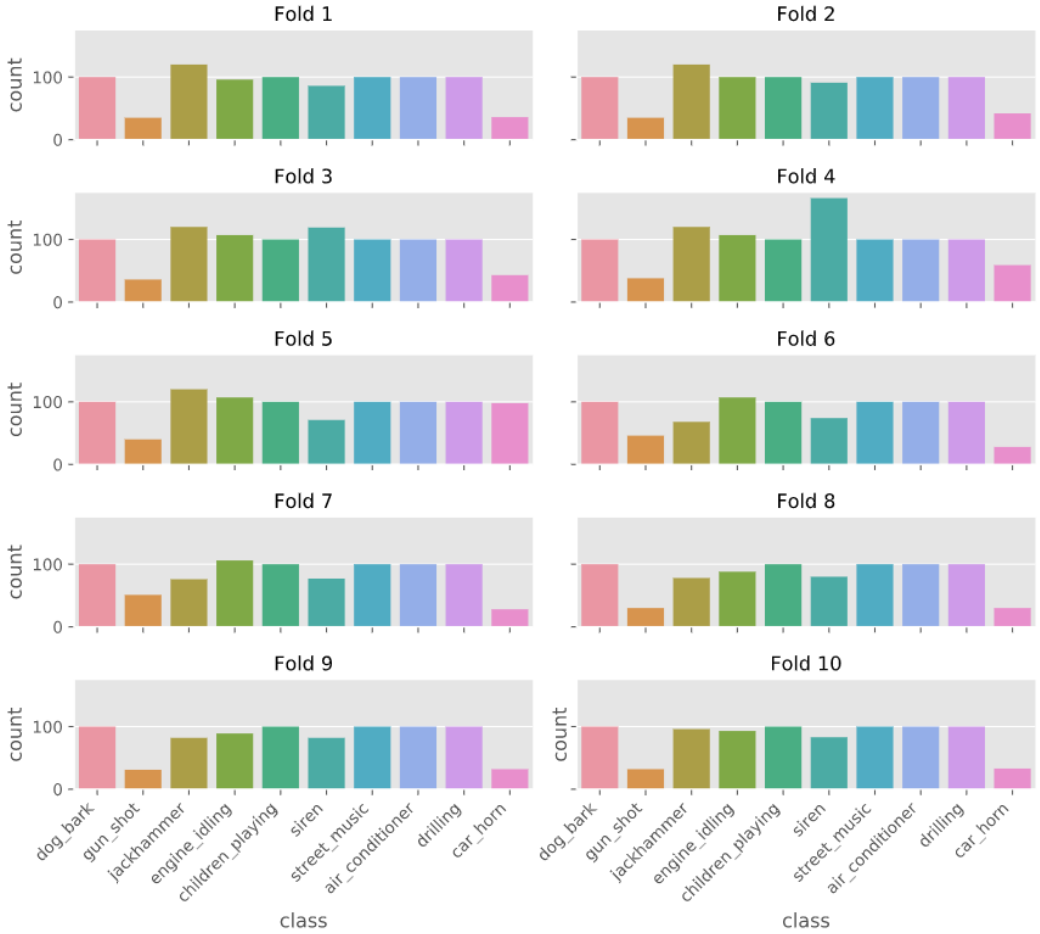 Fold 1
Fold 2
count
100
0
Fold 3
Fold 4
count
100
0
Fold 5
Fold 6
count
100
0
Fold 7
Fold 8
count
100
0
Fold 9
Fold 10
count
100
0
count
dog_bark
gun_shot
jackhammer
engine_idling
children_playing
siren
street_music
air_conditioner
drilling
car_horn
class
dog_bark
gun_shot
jackhammer
engine_idling
children_playing
siren
street_music
air_conditioner
drilling
car_horn
class